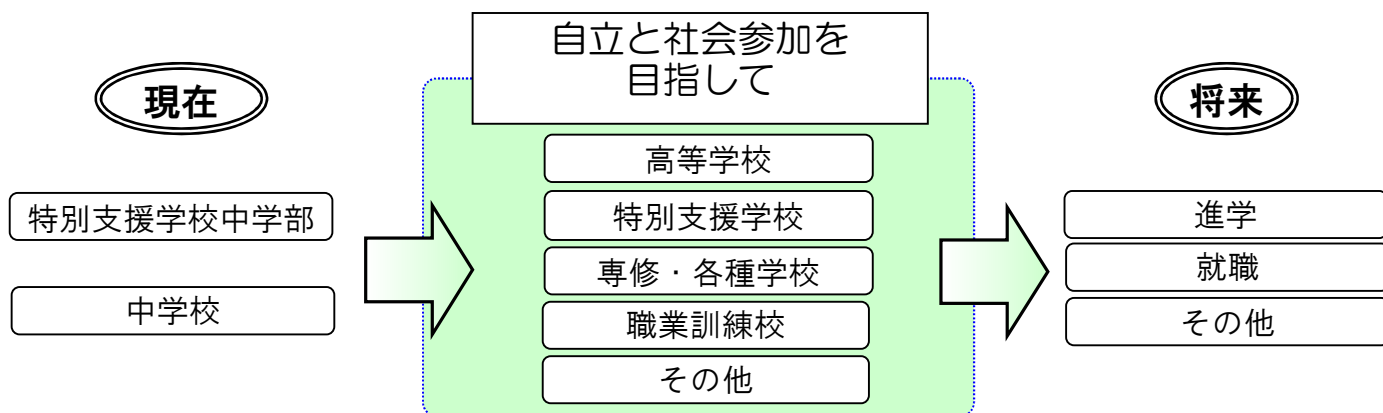 自立と社会参加を
目指して
現在
特別支援学校中学部
中学校
高等学校
特別支援学校
専修・各種学校
職業訓練校
その他
将来
進学
就職
その他